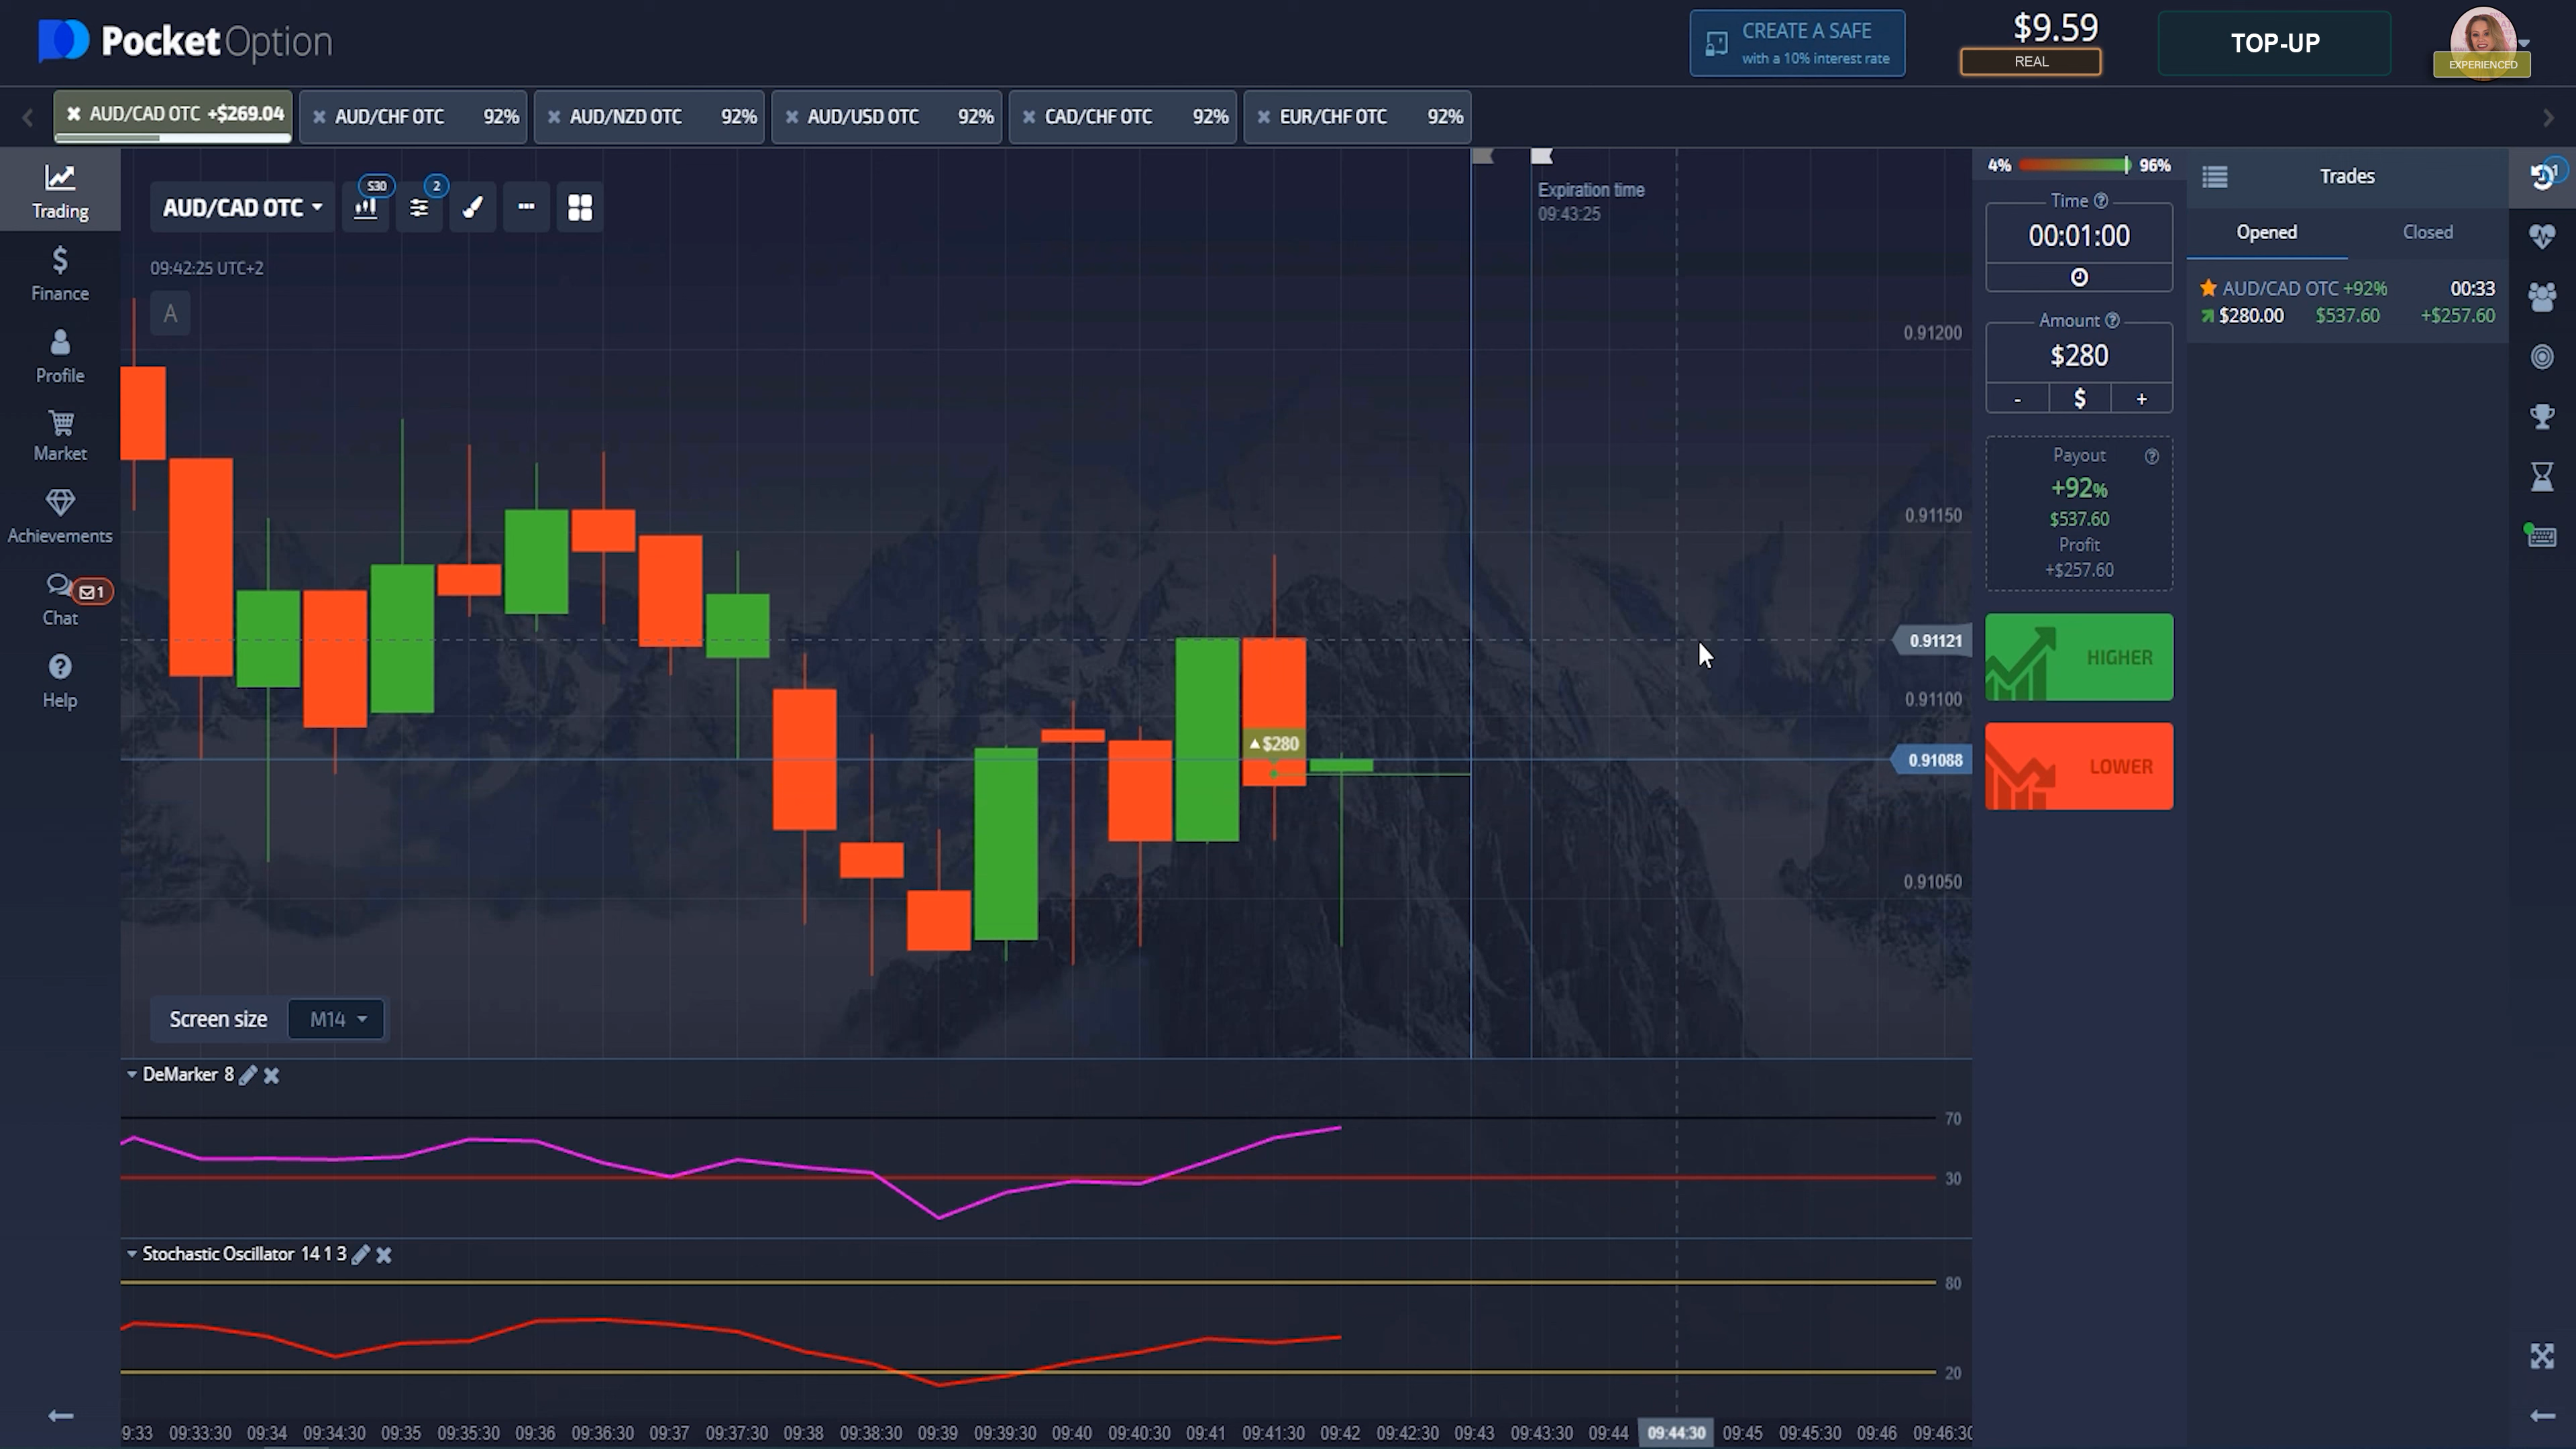 PocketOption
CREATE A SAFE
with a 10% interest rate
$9.59
REAL
TOP-UP
EXPERIENCED
AUD/CAD OTC +$269.04
AUD/CHF OTC 92%
AUD/NZD OTC 92%
AUD/USD OTC 92%
CAD/CHF OTC 92%
EUR/CHF OTC 92%
Trading
Finance
Profile
Market
Achievements
1
Chat
Help
AUD/CAD OTC
S30
2
09:42:25 UTC+2
A
Expiration time
09:43:25
0.91200
0.91150
0.91121
0.91100
0.91088
0.91050
$280
Screen size M14
DeMarker 8
70
30
Stochastic Oscillator 14 1 3
80
20
9:33 09:33:30 09:34 09:34:30 09:35 09:35:30 09:36 09:36:30 09:37 09:37:30 09:38 09:38:30 09:39 09:39:30 09:40 09:40:30 09:41 09:41:30 09:42 09:42:30 09:43 09:43:30 09:44 09:44:30 09:45 09:45:30 09:46 09:46:30
4% 96%
Time
00:01:00
Amount
$280
- $ +
Payout
+92%
$537.60
Profit
+$257.60
HIGHER
LOWER
Trades
1
Opened Closed
AUD/CAD OTC +92% 00:33
$280.00 $537.60 +$257.60